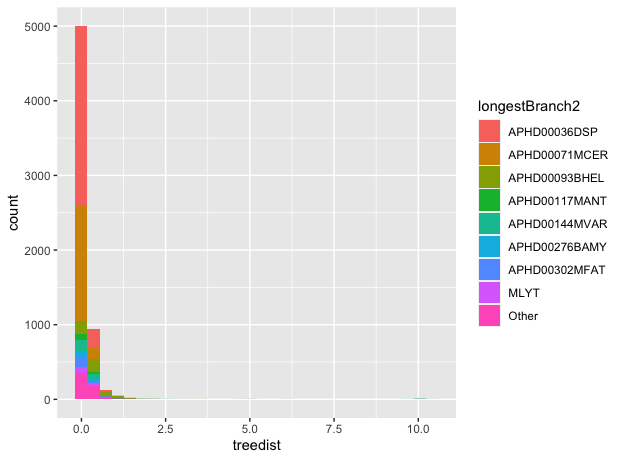 5000
4000
3000
2000
1000
0
count
0.0
2.5
5.0
7.5
10.0
treedist
longestBranch2
APHD00036DSP
APHD00071MCER
APHD00093BHEL
APHD00117MANT
APHD00144MVAR
APHD00276BAMY
APHD00302MFAT
MLYT
Other